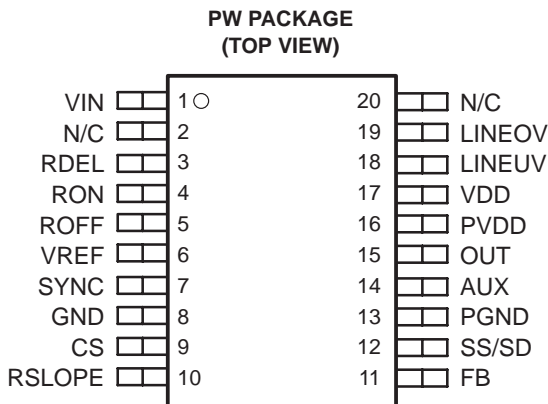 PW PACKAGE
(TOP VIEW)
VIN 1 20 N/C
N/C 2 19 LINEOV
RDEL 3 18 LINEUV
RON 4 17 VDD
ROFF 5 16 PVDD
VREF 6 15 OUT
SYNC 7 14 AUX
GND 8 13 PGND
CS 9 12 SS/SD
RSLOPE 10 11 FB